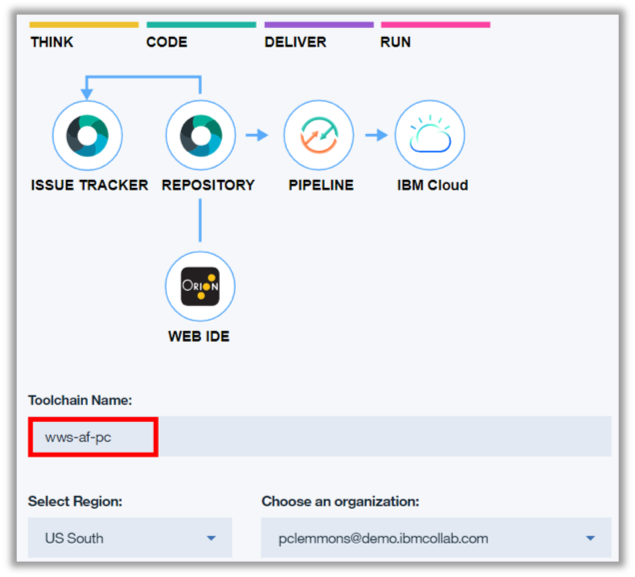 THINK CODE DELIVER RUN
ISSUE TRACKER REPOSITORY PIPELINE IBM Cloud
ORION
WEB IDE
Toolchain Name:
wws-af-pc
Select Region: Choose an organization:
US South pclemmons@demo.ibmcollab.com